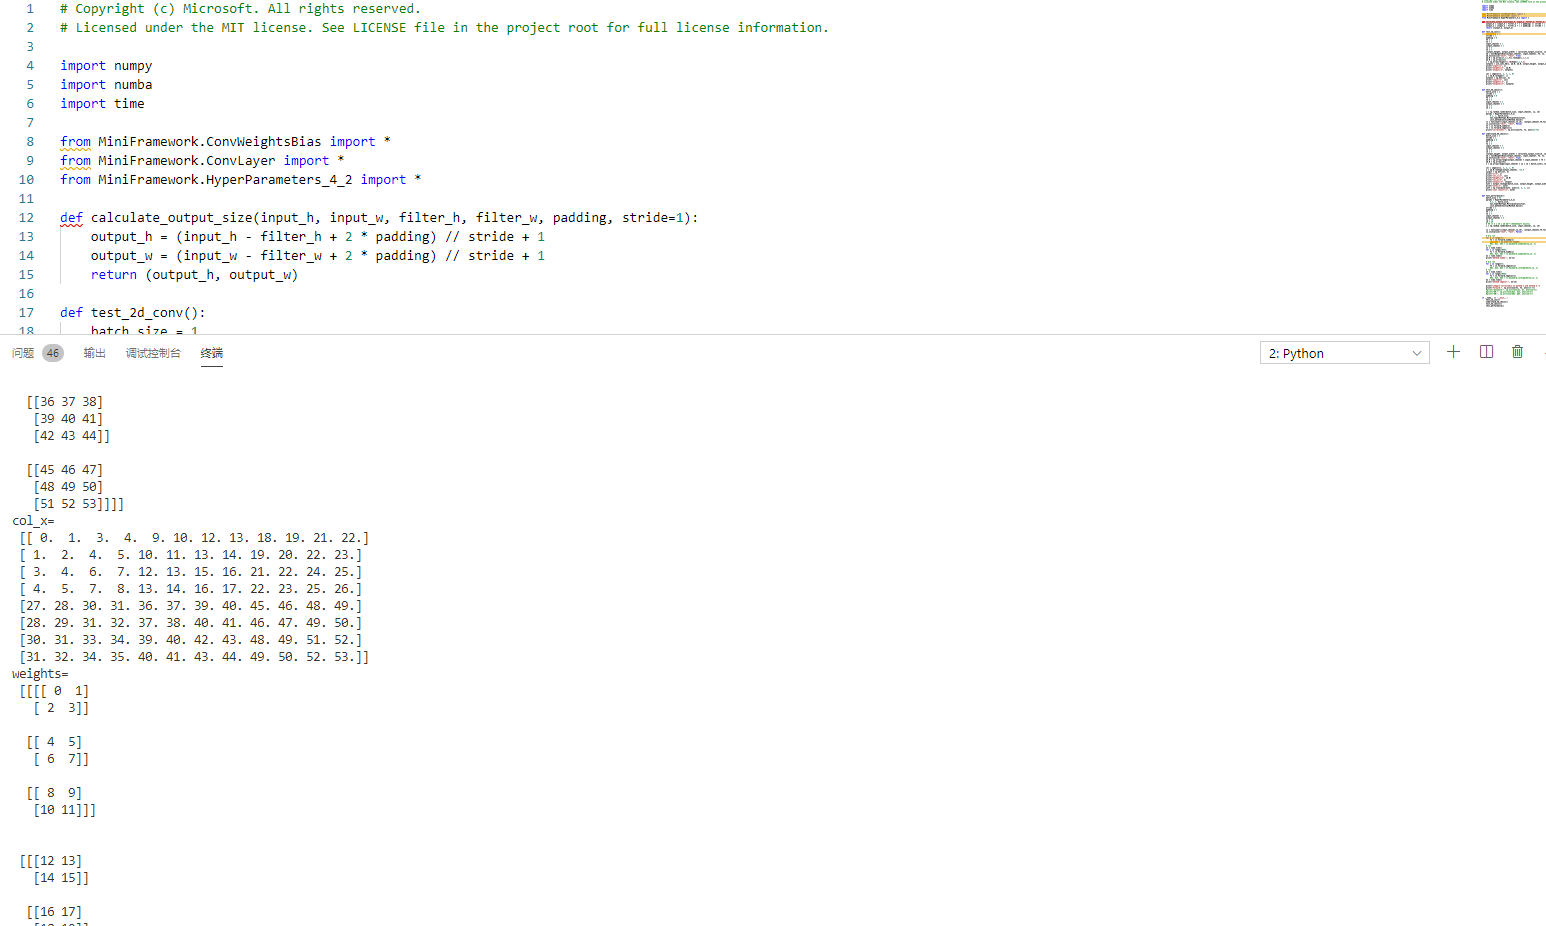 1 # Copyright (c) Microsoft. All rights reserved.
2 # Licensed under the MIT license. See LICENSE file in the project root for full license information.
3
4 import numpy
5 import numba
6 import time
7
8 from MiniFramework.ConvWeightsBias import *
9 from MiniFramework.ConvLayer import *
10 from MiniFramework.HyperParameters_4_2 import *
11
12 def calculate_output_size(input_h, input_w, filter_h, filter_w, padding, stride=1):
13     output_h = (input_h - filter_h + 2 * padding) // stride + 1
14     output_w = (input_w - filter_w + 2 * padding) // stride + 1
15     return (output_h, output_w)
16
17 def test_2d_conv():
18     batch_size = 1
问题 46 输出 调试控制台 终端 2: Python
[[36 37 38]
[39 40 41]
[42 43 44]]
[[45 46 47]
[48 49 50]
[51 52 53]]]]
col_x=
[[ 0.  1.  3.  4.  9. 10. 12. 13. 18. 19. 21. 22.]
[ 1.  2.  4.  5. 10. 11. 13. 14. 19. 20. 22. 23.]
[ 3.  4.  6.  7. 12. 13. 15. 16. 21. 22. 24. 25.]
[ 4.  5.  7.  8. 13. 14. 16. 17. 22. 23. 25. 26.]
[27. 28. 30. 31. 36. 37. 39. 40. 45. 46. 48. 49.]
[28. 29. 31. 32. 37. 38. 40. 41. 46. 47. 49. 50.]
[30. 31. 33. 34. 39. 40. 42. 43. 48. 49. 51. 52.]
[31. 32. 34. 35. 40. 41. 43. 44. 49. 50. 52. 53.]]
weights=
[[[[ 0  1]
[ 2  3]]
[[ 4  5]
[ 6  7]]
[[ 8  9]
[10 11]]]
[[[12 13]
[14 15]]
[[16 17]